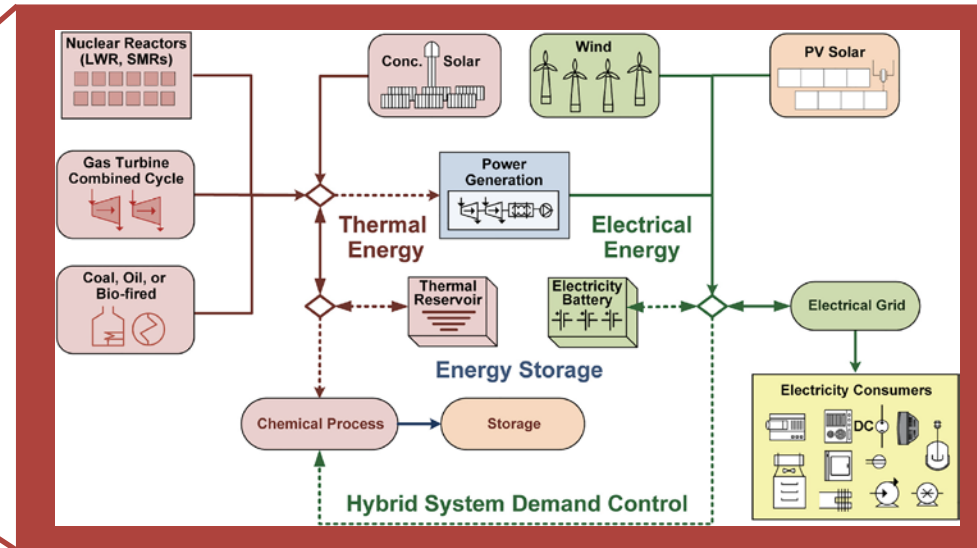 Nuclear Reactors
(LWR, SMRs)
Conc. Solar
Wind
PV Solar
Gas Turbine
Combined Cycle
Power
Generation
Thermal
Energy
Electrical
Energy
Coal, Oil, or
Bio-fired
Thermal
Reservoir
Electricity
Battery
Electrical Grid
Energy Storage
Electricity Consumers
DC
Chemical Process
Storage
Hybrid System Demand Control